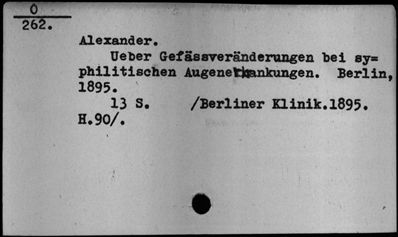 O
262.
Alexander.
Ueber Gefässveränderungen bei sy=
philitischen Augenerkrankungen. Berlin,
1895.
13 S. /Berliner Klinik.1895.
H.90/.